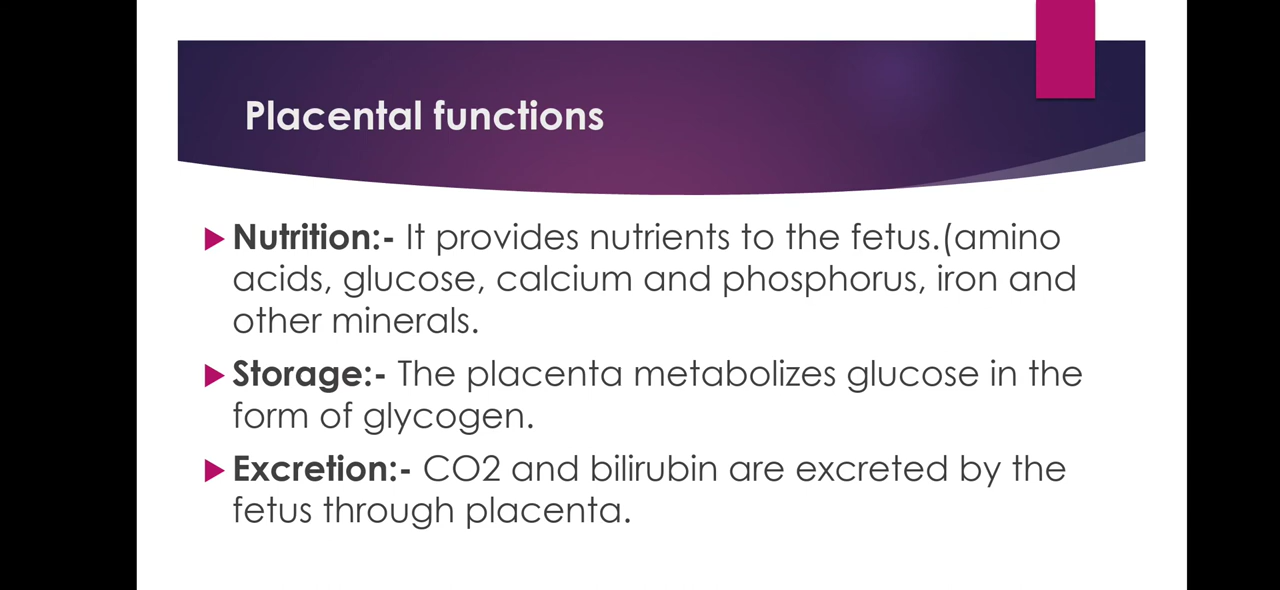 Placental functions
Nutrition:- It provides nutrients to the fetus.(amino
acids, glucose, calcium and phosphorus, iron and
other minerals.
Storage:- The placenta metabolizes glucose in the
form of glycogen.
Excretion:- CO2 and bilirubin are excreted by the
fetus through placenta.